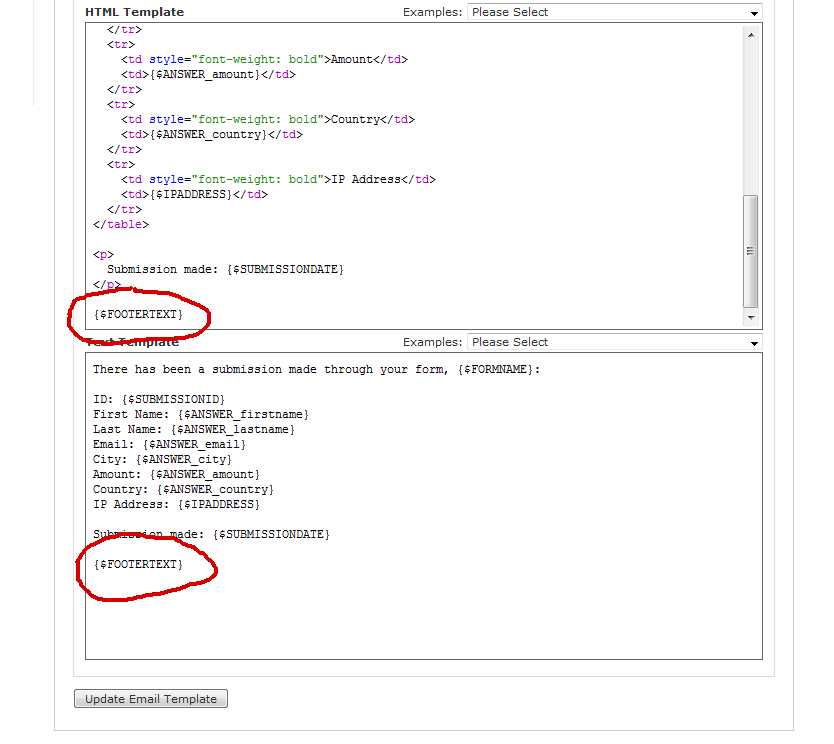 HTML Template Examples: Please Select
</tr>
<tr>
<td style="font-weight: bold">Amount</td>
<td>{$ANSWER_amount}</td>
</tr>
<tr>
<td style="font-weight: bold">Country</td>
<td>{$ANSWER_country}</td>
</tr>
<tr>
<td style="font-weight: bold">IP Address</td>
<td>{$IPADDRESS}</td>
</tr>
</table>
<p>
Submission made: {$SUBMISSIONDATE}
</p>
{$FOOTERTEXT}
Text Template Examples: Please Select
There has been a submission made through your form, {$FORMNAME}:
ID: {$SUBMISSIONID}
First Name: {$ANSWER_firstname}
Last Name: {$ANSWER_lastname}
Email: {$ANSWER_email}
City: {$ANSWER_city}
Amount: {$ANSWER_amount}
Country: {$ANSWER_country}
IP Address: {$IPADDRESS}
Submission made: {$SUBMISSIONDATE}
{$FOOTERTEXT}
Update Email Template